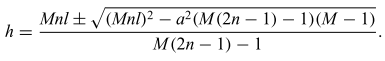 h = \frac{Mnl \pm \sqrt{(Mnl)^2 - a^2(M(2n - 1) - 1)(M - 1)}}{M(2n - 1) - 1}.